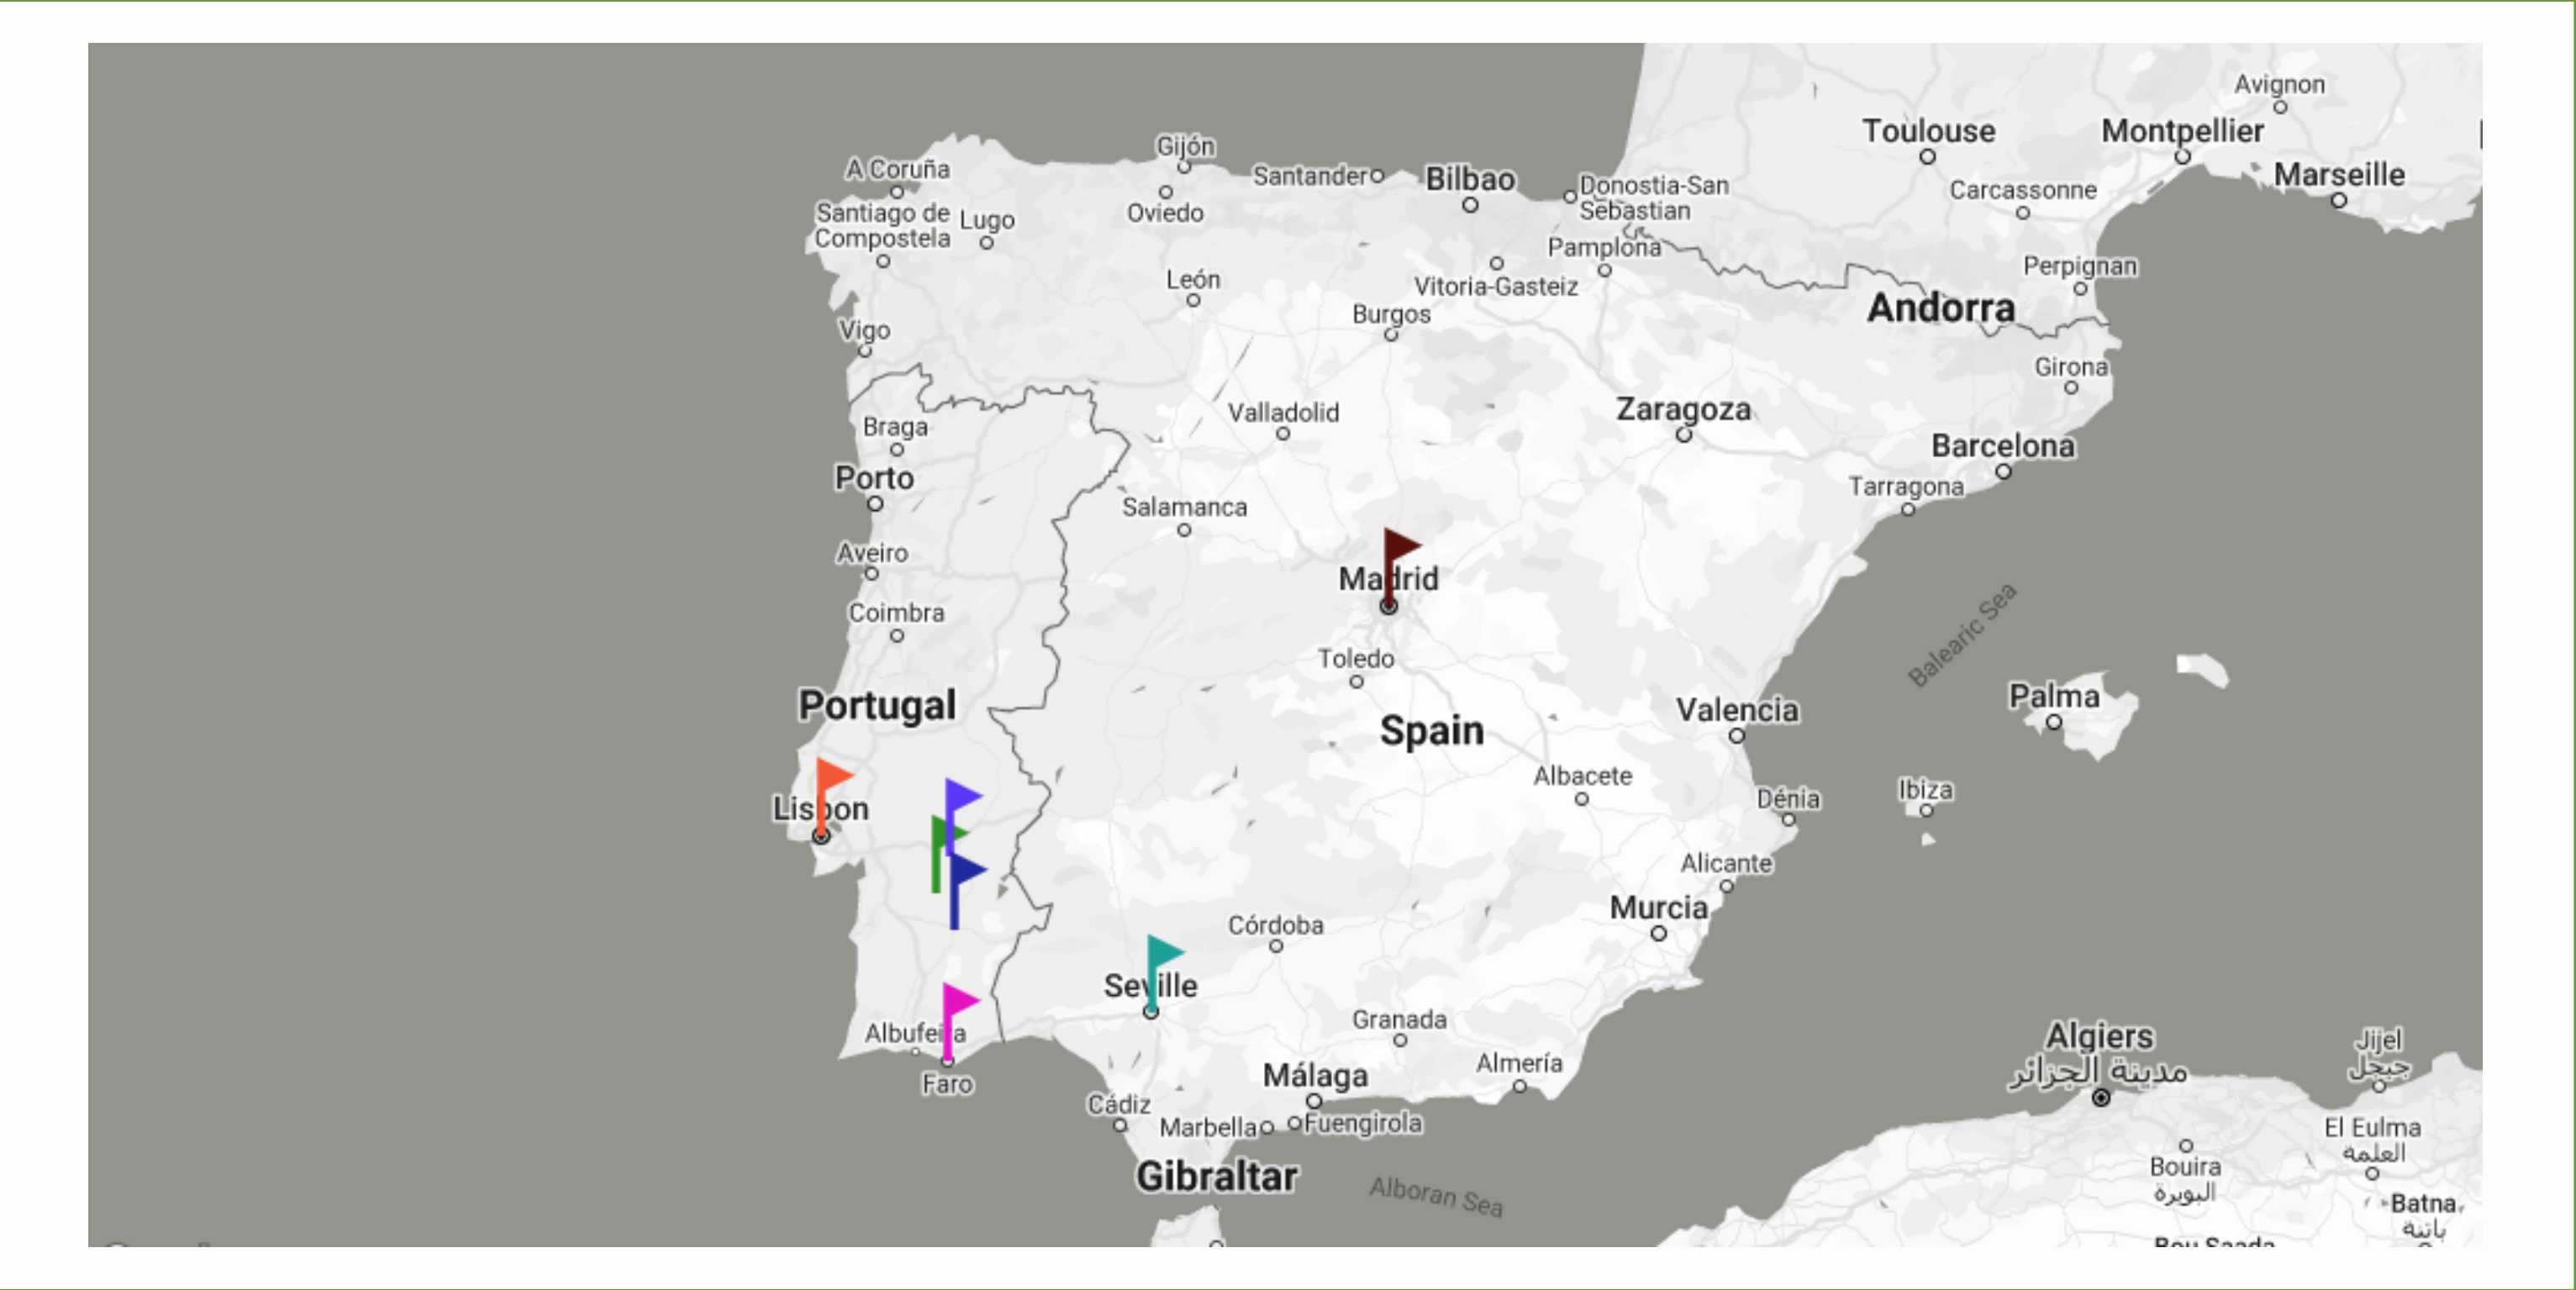 Avignon
Toulouse
Montpellier
Gijón
A Coruña
Santander
Bilbao
Marseille
Donostia-San
Sebastian
Carcassonne
Santiago de
Compostela
Lugo
Oviedo
Pamplona
Perpignan
León
Vitoria-Gasteiz
Andorra
Burgos
Vigo
Girona
Valladolid
Zaragoza
Braga
Barcelona
Porto
Tarragona
Salamanca
Aveiro
Madrid
Coimbra
Balearic Sea
Toledo
Portugal
Palma
Valencia
Spain
Albacete
Ibiza
Dénia
Lisbon
Alicante
Murcia
Córdoba
Seville
Granada
Albufeira
Algiers
مدينة الجزائر
Jijel
جيجل
Almería
Málaga
Faro
Cádiz
Marbella
Fuengirola
El Eulma
العلمة
Gibraltar
Bouira
البويرة
Alboran Sea
Batna
باتنة